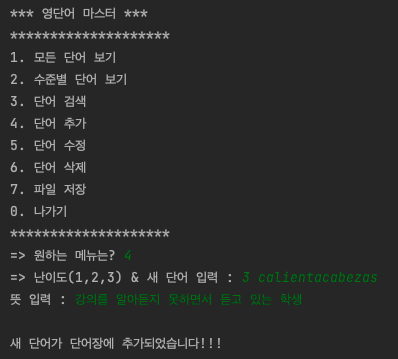 *** 영단어 마스터 ***
********************
1. 모든 단어 보기
2. 수준별 단어 보기
3. 단어 검색
4. 단어 추가
5. 단어 수정
6. 단어 삭제
7. 파일 저장
0. 나가기
********************
=> 원하는 메뉴는? 4
=> 난이도(1,2,3) & 새 단어 입력 : 3 calientacabezas
뜻 입력 : 강의를 알아듣지 못하면서 듣고 있는 학생
새 단어가 단어장에 추가되었습니다!!!